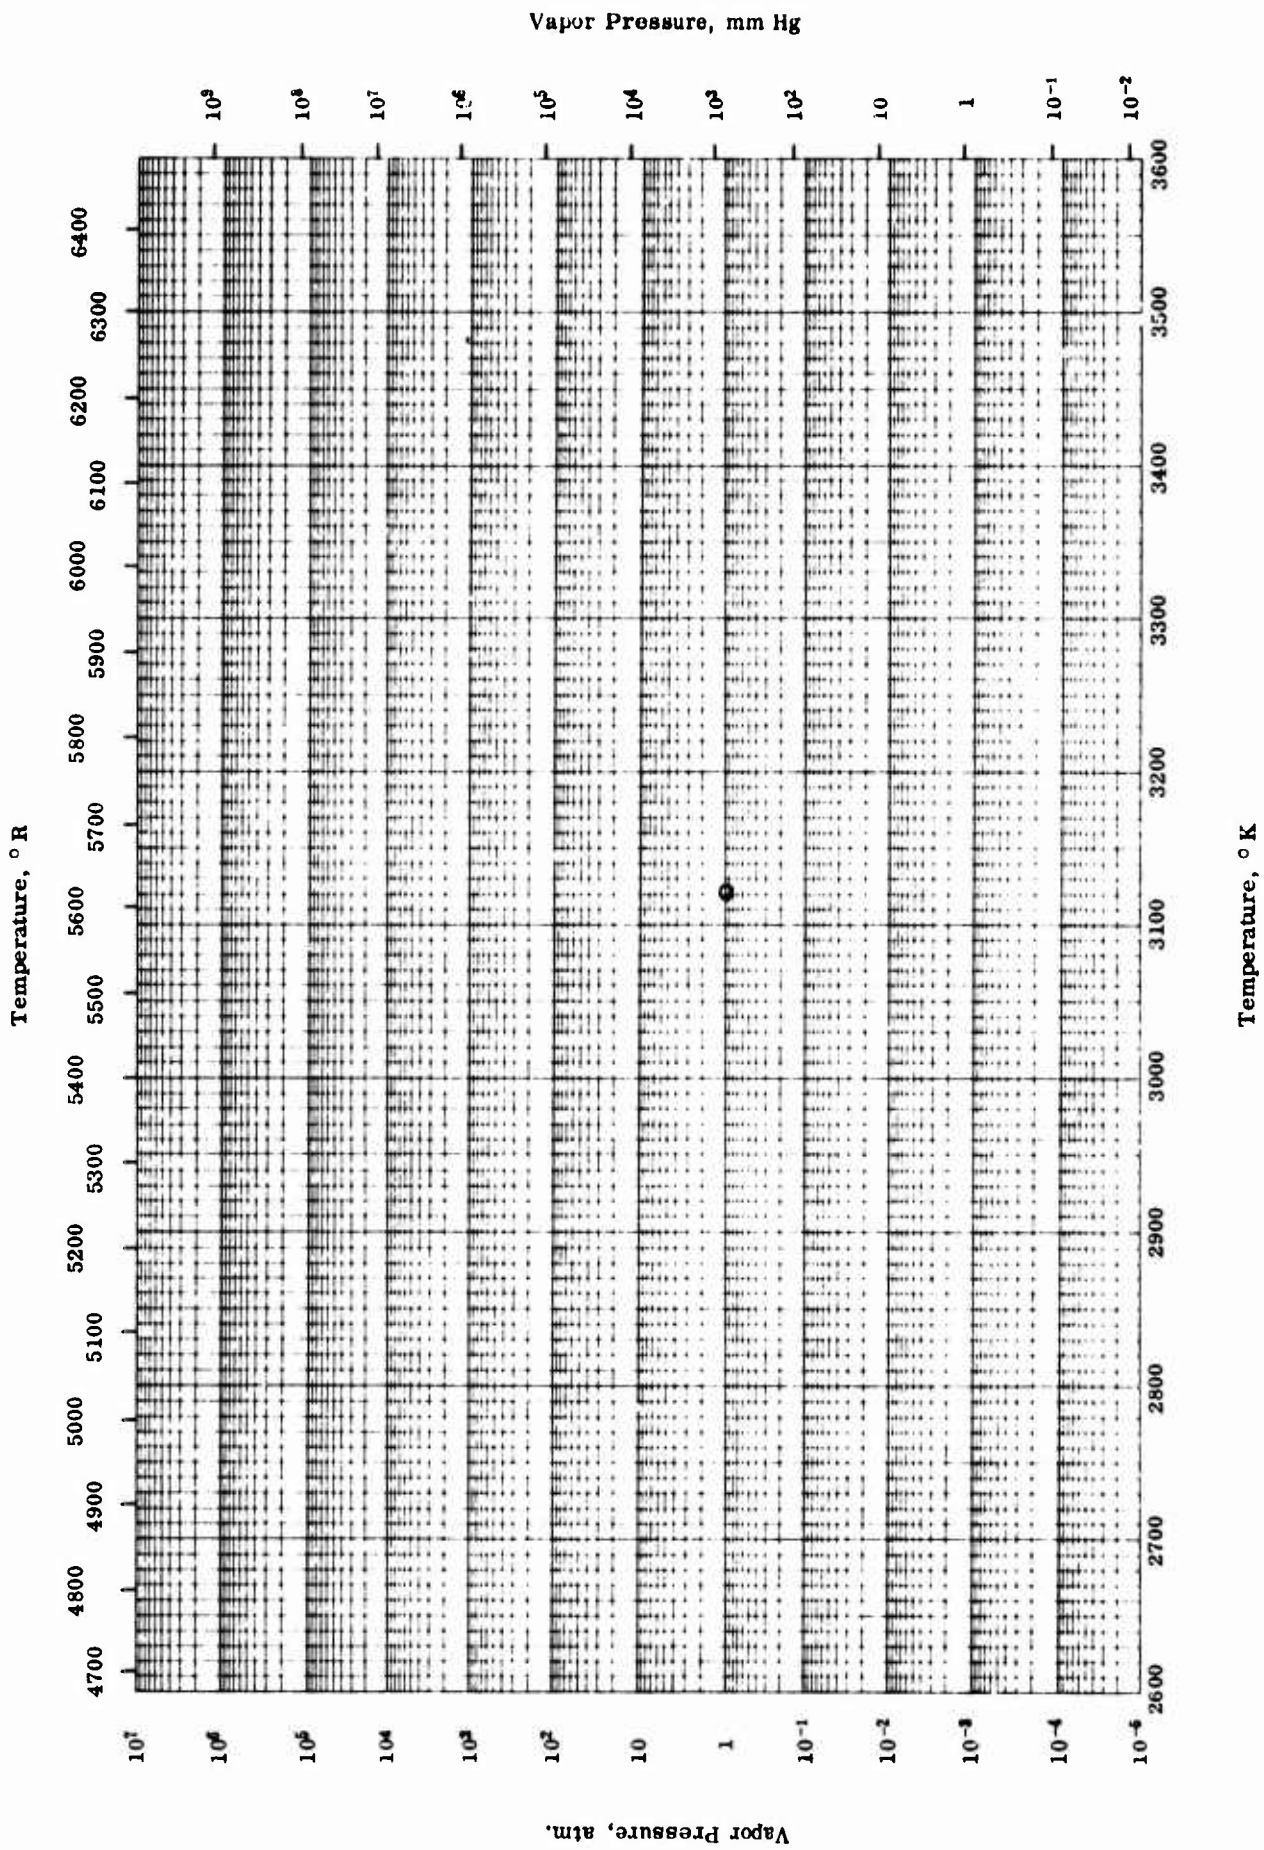 Vapor Pressure, mm Hg
10⁹ 10⁸ 10⁷ 10⁶ 10⁵ 10⁴ 10³ 10² 10 1 10⁻¹ 10⁻²
Temperature, °R
4700 4800 4900 5000 5100 5200 5300 5400 5500 5600 5700 5800 5900 6000 6100 6200 6300 6400
Vapor Pressure, atm.
10⁷ 10⁶ 10⁵ 10⁴ 10³ 10² 10 1 10⁻¹ 10⁻² 10⁻³ 10⁻⁴ 10⁻⁵
2600 2700 2800 2900 3000 3100 3200 3300 3400 3500 3600
Temperature, °K